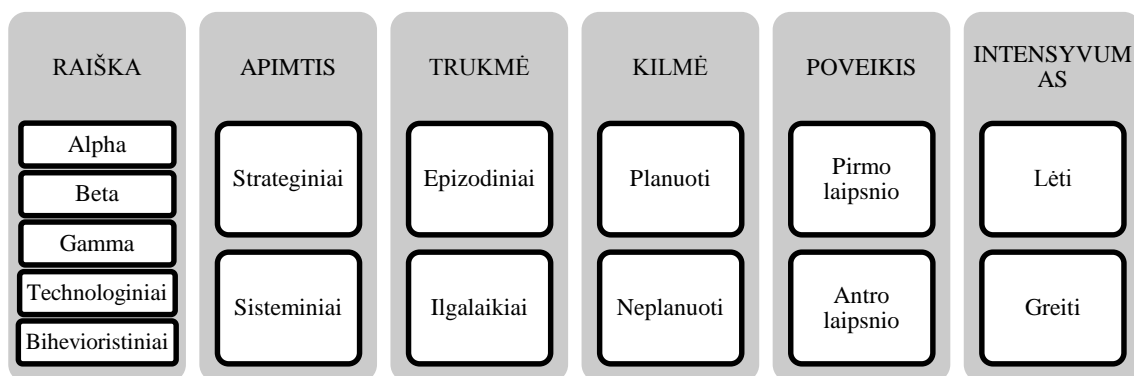 RAIŠKA
Alpha
Beta
Gamma
Technologiniai
Bihevioristiniai
APIMTIS
Strateginiai
Sisteminiai
TRUKMĖ
Epizodiniai
Ilgalaikiai
KILMĖ
Planuoti
Neplanuoti
POVEIKIS
Pirmo
laipsnio
Antro
laipsnio
INTENSYVUM
AS
Lėti
Greiti